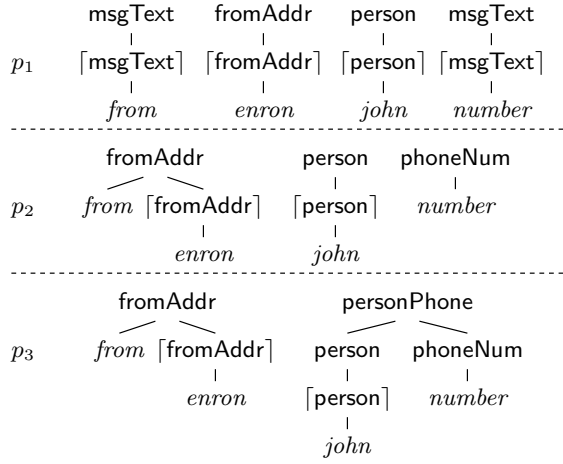 msgText fromAddr person msgText
p₁ ⌈msgText⌉ ⌈fromAddr⌉ ⌈person⌉ ⌈msgText⌉
from enron john number
fromAddr person phoneNum
p₂ from ⌈fromAddr⌉ ⌈person⌉ number
enron john
fromAddr personPhone
p₃ from ⌈fromAddr⌉ person phoneNum
enron ⌈person⌉ number
john